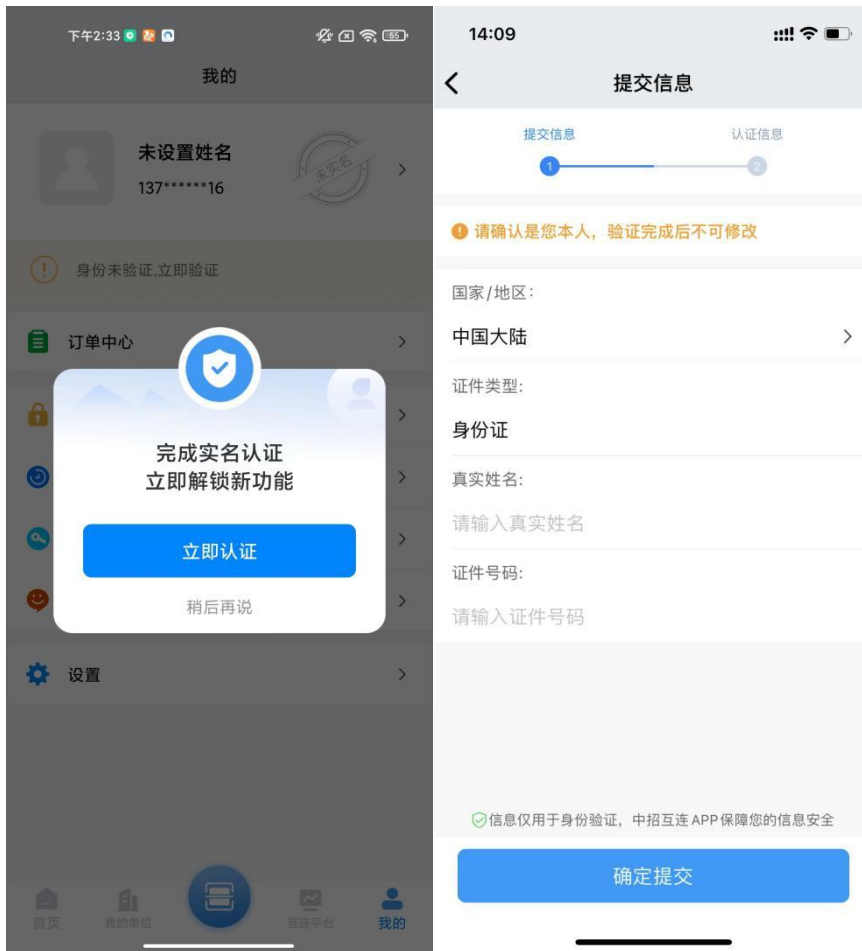 下午2:33
55
我的
未设置姓名
137******16
未实名
身份未验证,立即验证
订单中心
完成实名认证
立即解锁新功能
立即认证
稍后再说
设置
首页
我的单位
互连平台
我的
14:09
提交信息
提交信息
认证信息
1
2
请确认是您本人，验证完成后不可修改
国家/地区：
中国大陆
证件类型:
身份证
真实姓名:
请输入真实姓名
证件号码:
请输入证件号码
信息仅用于身份验证，中招互连APP保障您的信息安全
确定提交